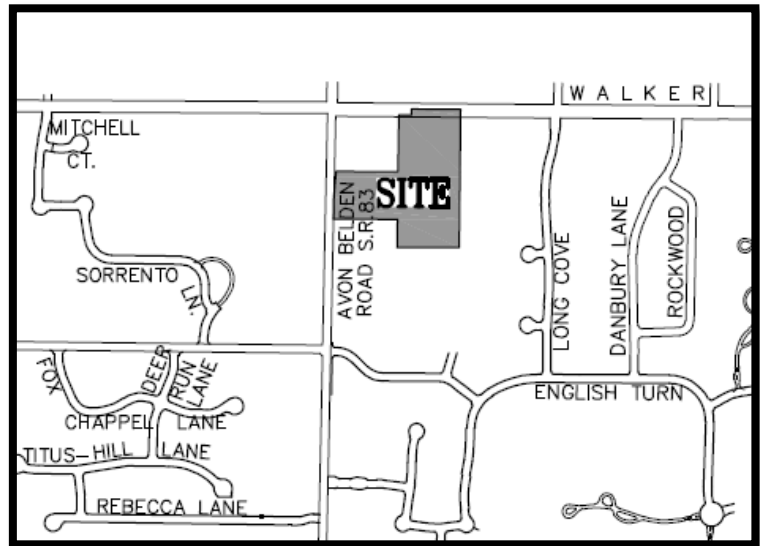 WALKER
MITCHELL
CT.
SITE
AVON BELDEN
ROAD S.R.83
SORRENTO
LN.
LONG COVE
DANBURY LANE
ROCKWOOD
FOX
CHAPPEL LANE
DEER
RUN
LANE
ENGLISH TURN
TITUS-HILL LANE
REBECCA LANE